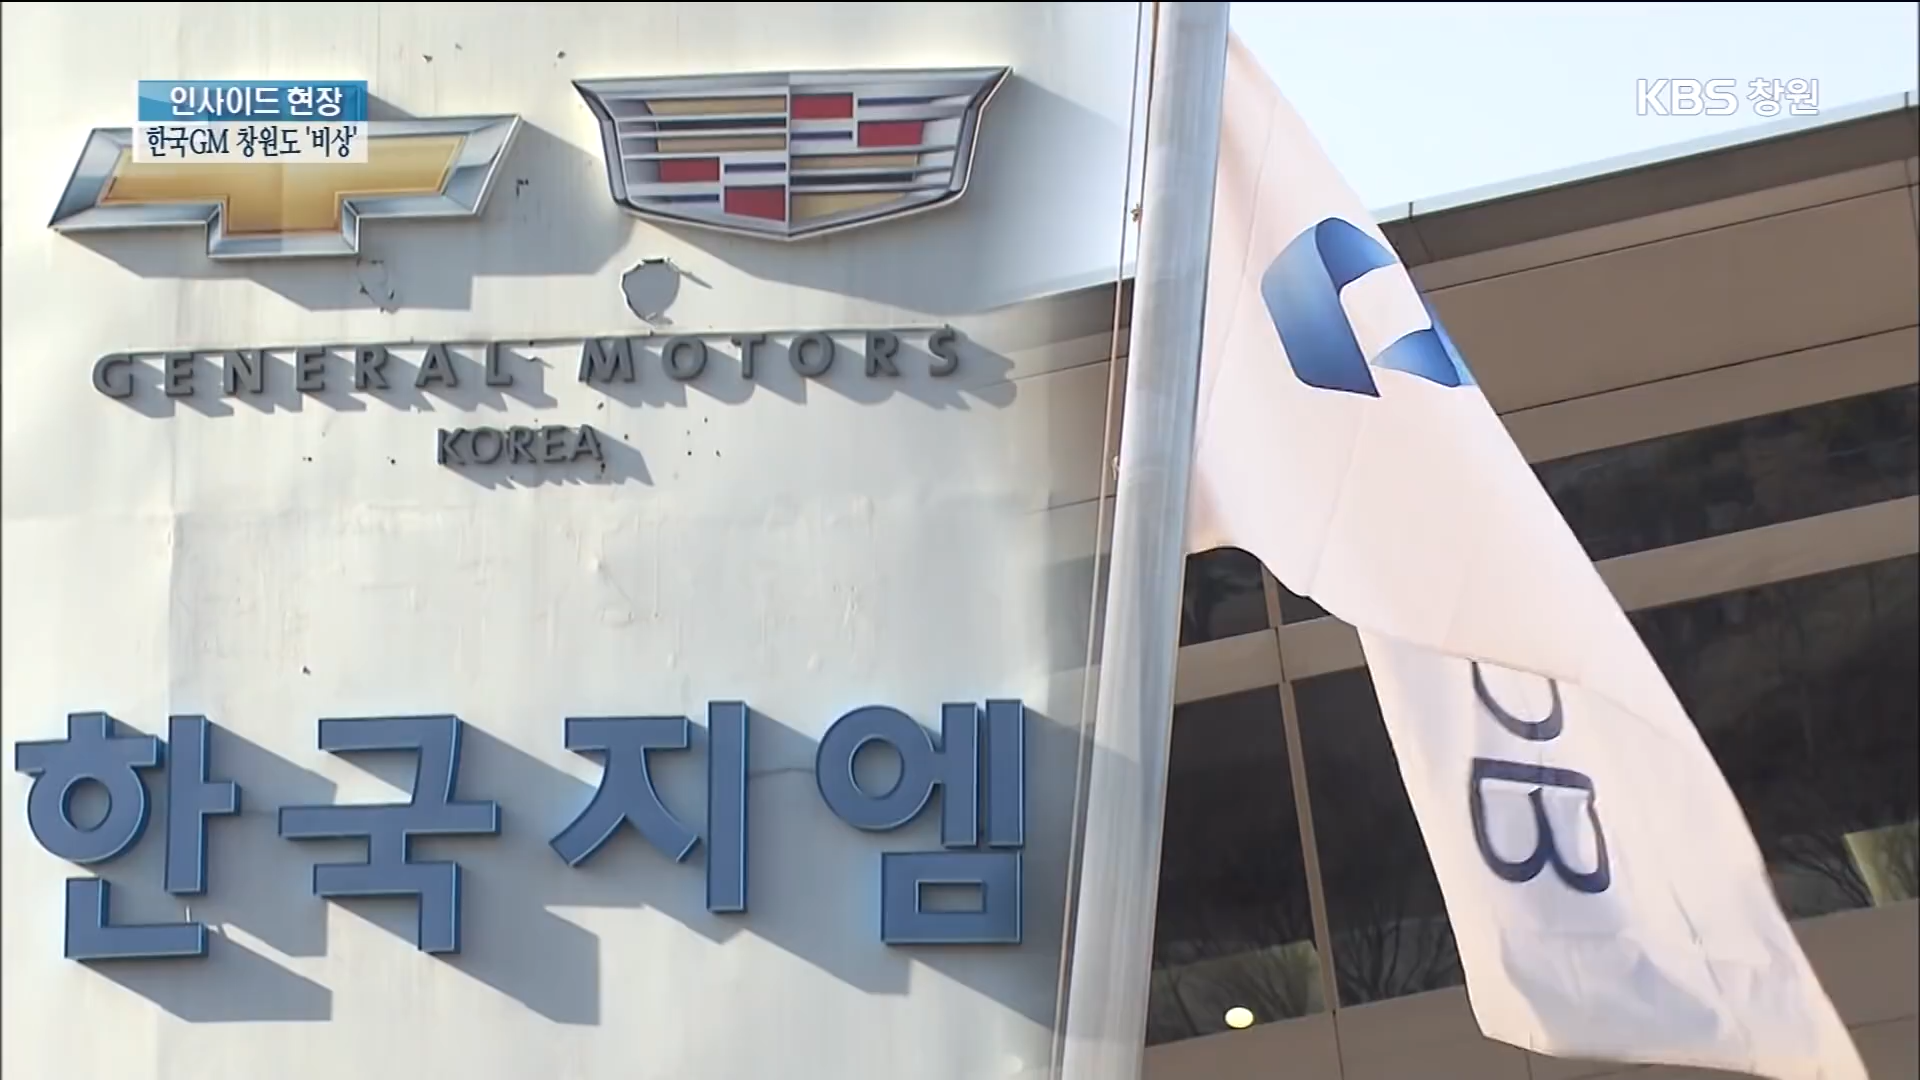 인사이드 현장
한국GM 창원도 '비상'
KBS 창원
GENERAL MOTORS
KOREA
한국지엠
DB